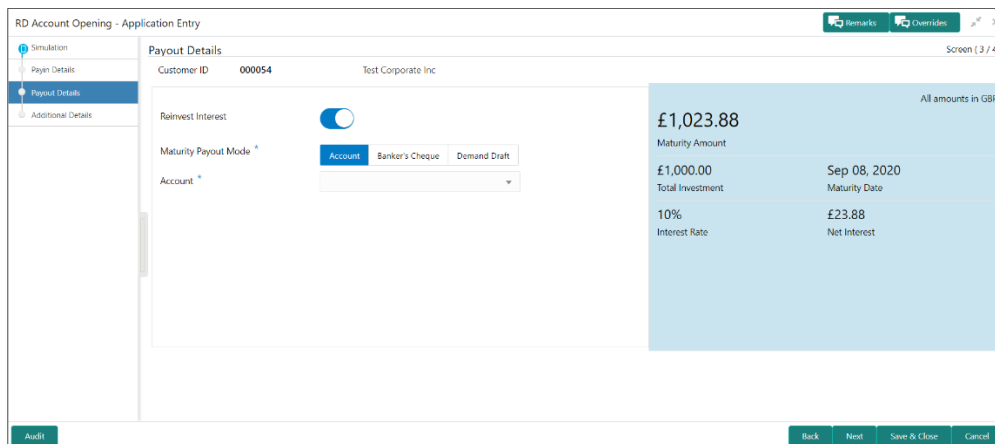 RD Account Opening - Application Entry
Remarks
Overrides
Simulation
Payin Details
Payout Details
Additional Details
Payout Details
Screen ( 3 / 4
Customer ID 000054 Test Corporate Inc
Reinvest Interest
Maturity Payout Mode *
Account Banker's Cheque Demand Draft
Account *
All amounts in GBP
£1,023.88
Maturity Amount
£1,000.00 Sep 08, 2020
Total Investment Maturity Date
10% £23.88
Interest Rate Net Interest
Audit
Back Next Save & Close Cancel